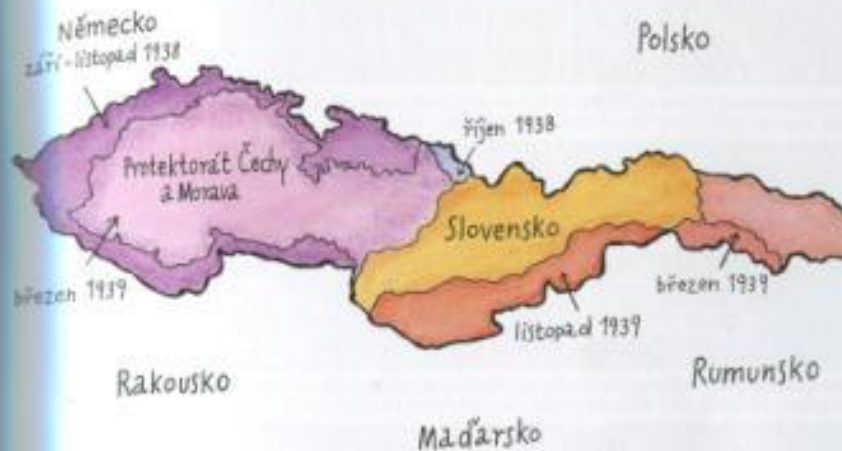 Německo
září-listopad 1938
Polsko
říjen 1938
Protektorát Čechy
a Morava
Slovensko
březen 1939
březen 1939
listopad 1939
Rakousko
Rumunsko
Maďarsko